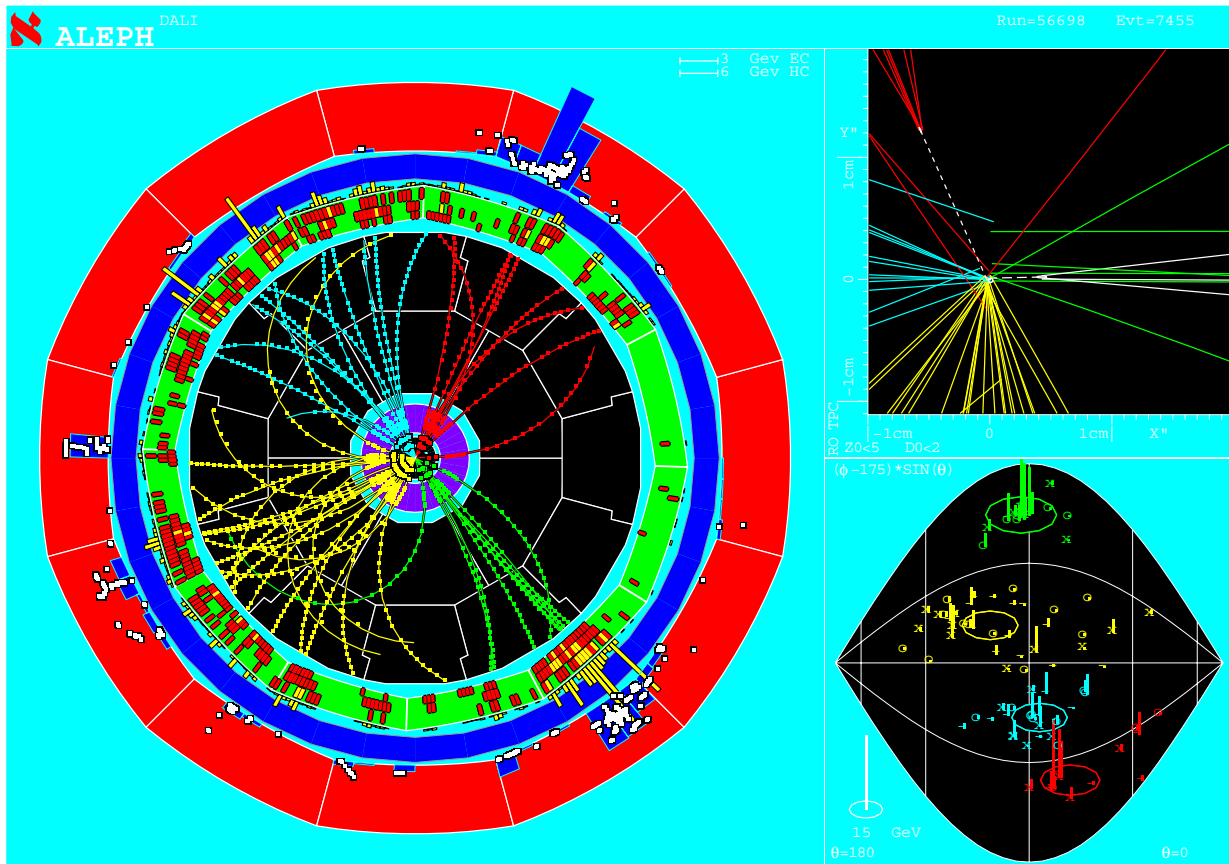 DALI
ℵ ALEPH
Run=56698 Evt=7455
3 Gev EC
6 Gev HC
Y"
1cm
0
-1cm
RO TPC
-1cm 0 1cm X"
Z0<5 D0<2
(ϕ-175)*SIN(θ)
15 GeV
θ=180 θ=0